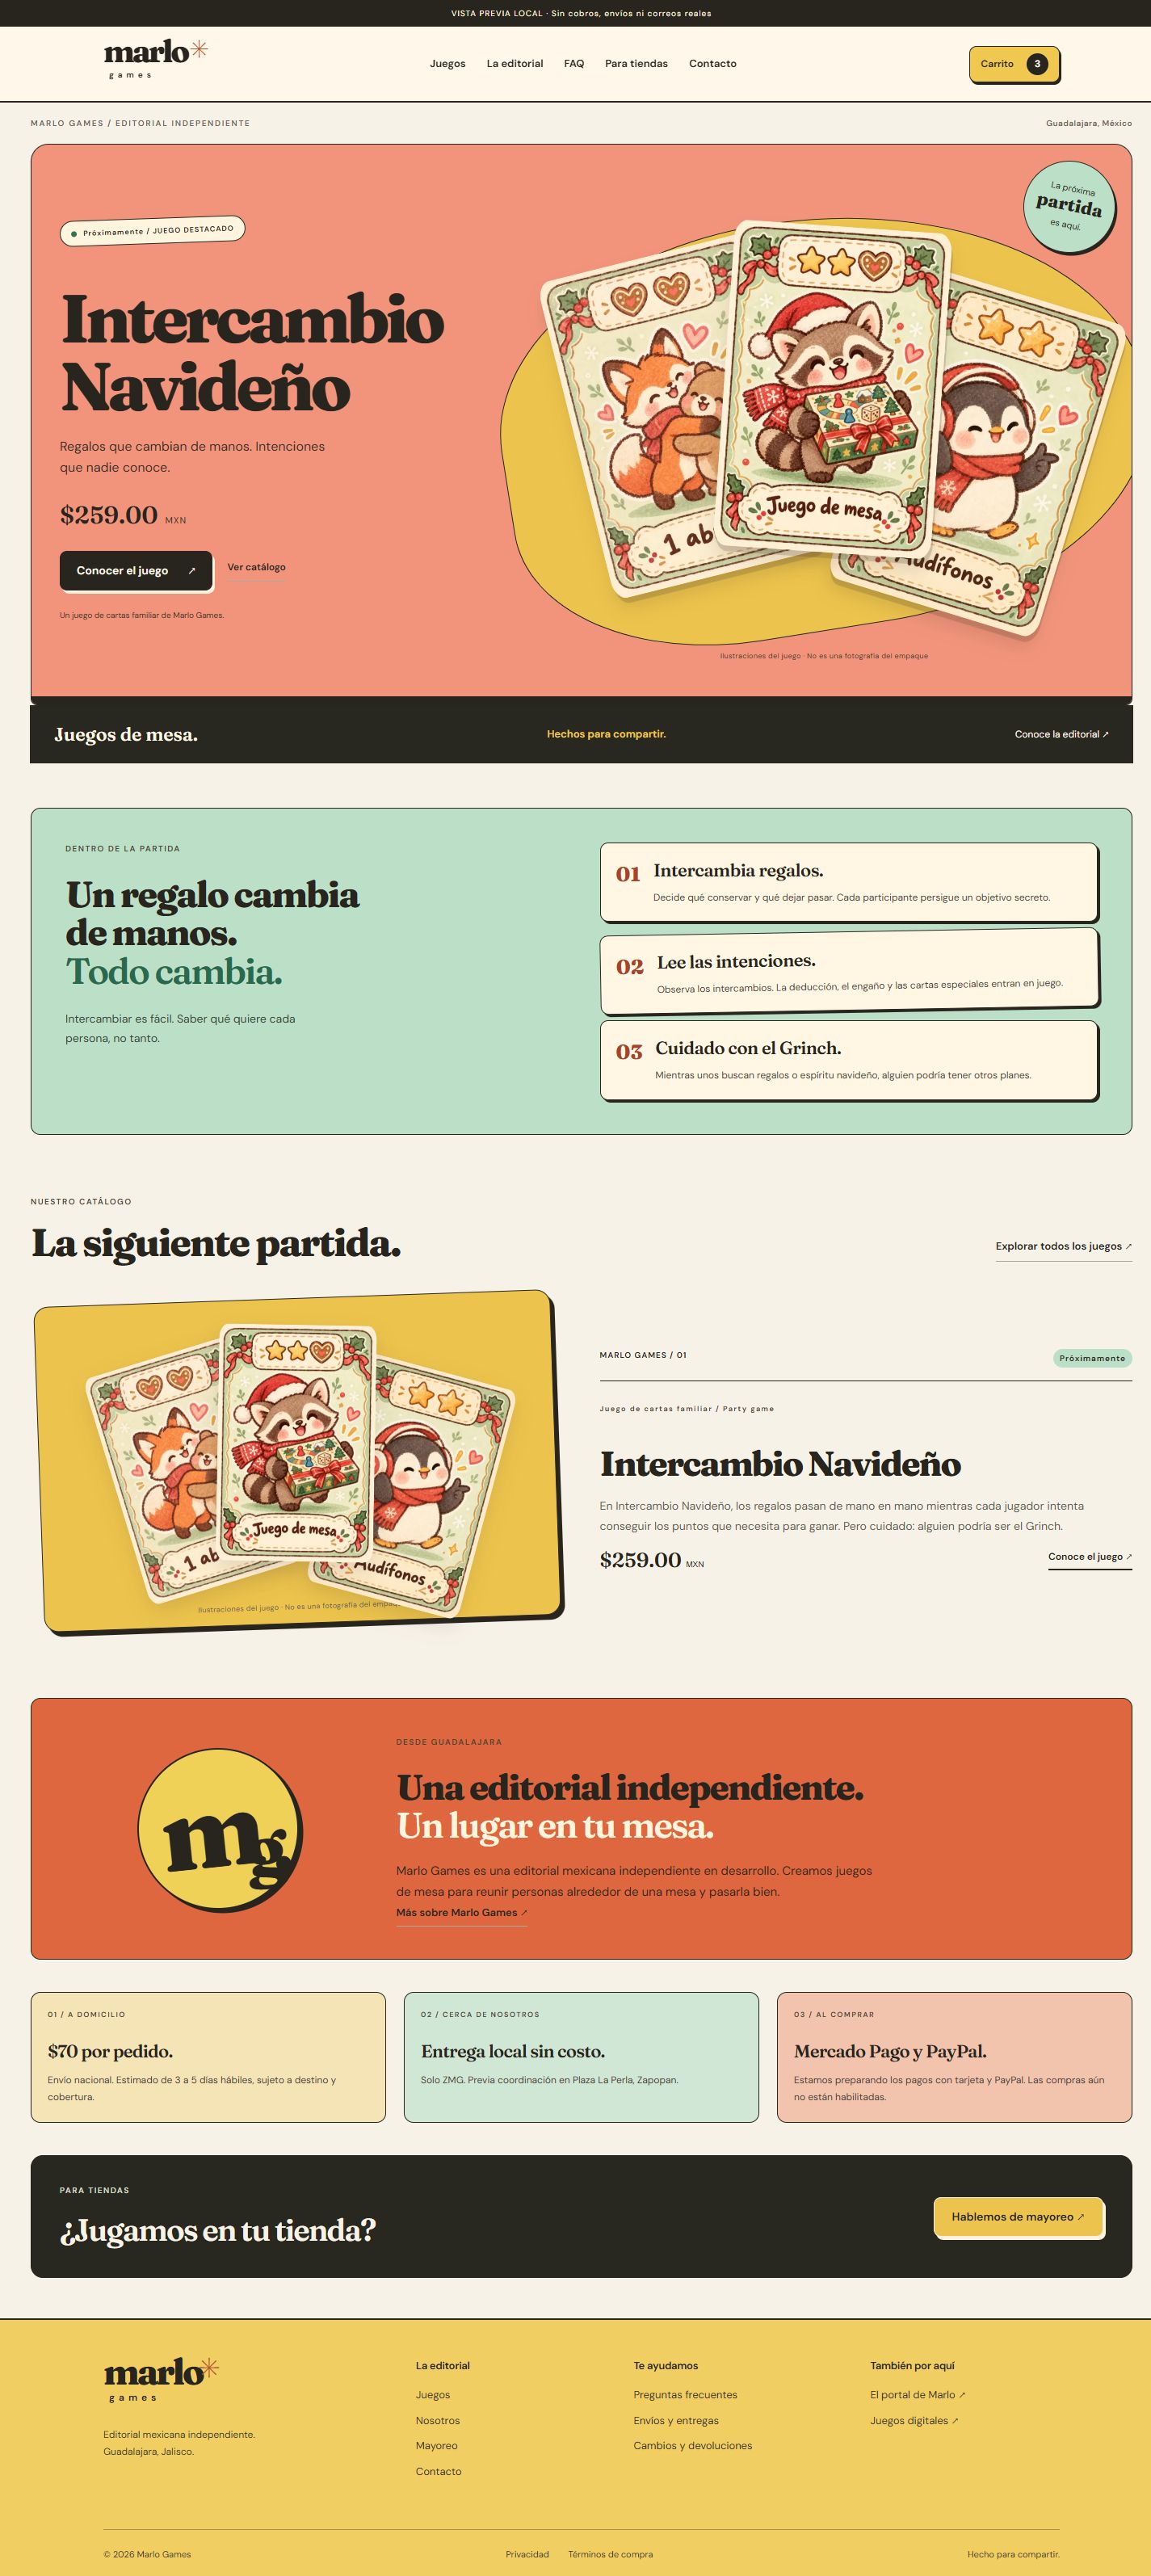 VISTA PREVIA LOCAL · Sin cobros, envíos ni correos reales
marlo
games
Juegos
La editorial
FAQ
Para tiendas
Contacto
Carrito 3
MARLO GAMES / EDITORIAL INDEPENDIENTE
Guadalajara, México
La próxima
partida
es aquí.
Próximamente / JUEGO DESTACADO
Intercambio
Navideño
Regalos que cambian de manos. Intenciones
que nadie conoce.
$259.00 MXN
Conocer el juego ↗
Ver catálogo
Un juego de cartas familiar de Marlo Games.
1 ab
Juego de mesa
Audífonos
Ilustraciones del juego · No es una fotografía del empaque
Juegos de mesa.
Hechos para compartir.
Conoce la editorial ↗
DENTRO DE LA PARTIDA
Un regalo cambia
de manos.
Todo cambia.
Intercambiar es fácil. Saber qué quiere cada
persona, no tanto.
01 Intercambia regalos.
Decide qué conservar y qué dejar pasar. Cada participante persigue un objetivo secreto.
02 Lee las intenciones.
Observa los intercambios. La deducción, el engaño y las cartas especiales entran en juego.
03 Cuidado con el Grinch.
Mientras unos buscan regalos o espíritu navideño, alguien podría tener otros planes.
NUESTRO CATÁLOGO
La siguiente partida.
Explorar todos los juegos ↗
1 ab
Juego de mesa
Audífonos
Ilustraciones del juego · No es una fotografía del empaq
MARLO GAMES / 01
Próximamente
Juego de cartas familiar / Party game
Intercambio Navideño
En Intercambio Navideño, los regalos pasan de mano en mano mientras cada jugador intenta
conseguir los puntos que necesita para ganar. Pero cuidado: alguien podría ser el Grinch.
$259.00 MXN
Conoce el juego ↗
mg
DESDE GUADALAJARA
Una editorial independiente.
Un lugar en tu mesa.
Marlo Games es una editorial mexicana independiente en desarrollo. Creamos juegos
de mesa para reunir personas alrededor de una mesa y pasarla bien.
Más sobre Marlo Games ↗
01 / A DOMICILIO
$70 por pedido.
Envío nacional. Estimado de 3 a 5 días hábiles, sujeto a destino y
cobertura.
02 / CERCA DE NOSOTROS
Entrega local sin costo.
Solo ZMG. Previa coordinación en Plaza La Perla, Zapopan.
03 / AL COMPRAR
Mercado Pago y PayPal.
Estamos preparando los pagos con tarjeta y PayPal. Las compras aún
no están habilitadas.
PARA TIENDAS
¿Jugamos en tu tienda?
Hablemos de mayoreo ↗
marlo
games
Editorial mexicana independiente.
Guadalajara, Jalisco.
La editorial
Juegos
Nosotros
Mayoreo
Contacto
Te ayudamos
Preguntas frecuentes
Envíos y entregas
Cambios y devoluciones
También por aquí
El portal de Marlo ↗
Juegos digitales ↗
© 2026 Marlo Games
Privacidad
Términos de compra
Hecho para compartir.